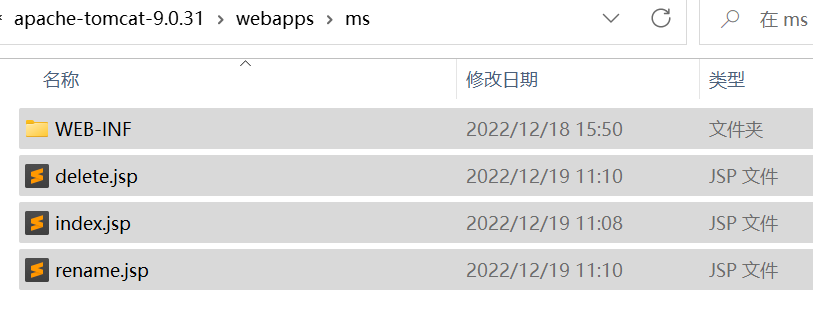 apache-tomcat-9.0.31 › webapps › ms 在 ms
名称 修改日期 类型
WEB-INF 2022/12/18 15:50 文件夹
delete.jsp 2022/12/19 11:10 JSP 文件
index.jsp 2022/12/19 11:08 JSP 文件
rename.jsp 2022/12/19 11:10 JSP 文件